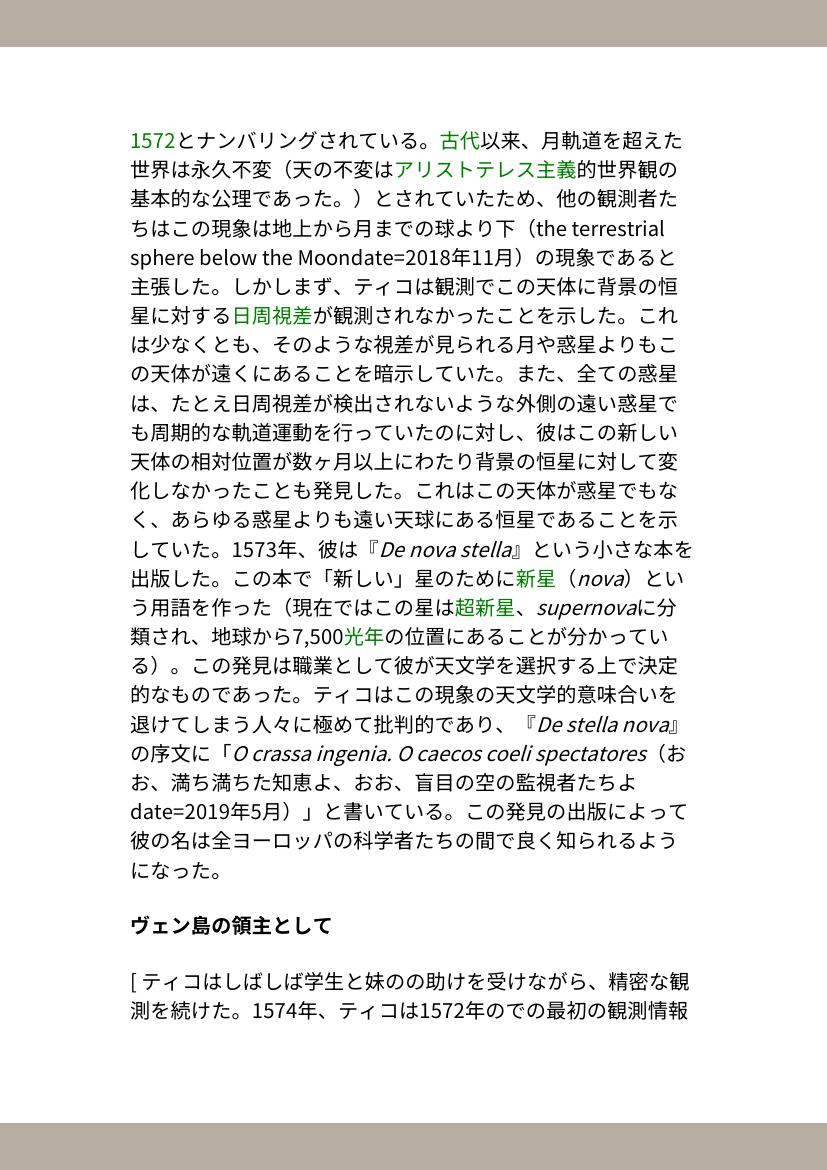 1572とナンバリングされている。古代以来、月軌道を超えた
世界は永久不変（天の不変はアリストテレス主義的世界観の
基本的な公理であった。）とされていたため、他の観測者た
ちはこの現象は地上から月までの球より下（the terrestrial
sphere below the Moondate=2018年11月）の現象であると
主張した。しかしまず、ティコは観測でこの天体に背景の恒
星に対する日周視差が観測されなかったことを示した。これ
は少なくとも、そのような視差が見られる月や惑星よりもこ
の天体が遠くにあることを暗示していた。また、全ての惑星
は、たとえ日周視差が検出されないような外側の遠い惑星で
も周期的な軌道運動を行っていたのに対し、彼はこの新しい
天体の相対位置が数ヶ月以上にわたり背景の恒星に対して変
化しなかったことも発見した。これはこの天体が惑星でもな
く、あらゆる惑星よりも遠い天球にある恒星であることを示
していた。1573年、彼は『De nova stella』という小さな本を
出版した。この本で「新しい」星のために新星（nova）とい
う用語を作った（現在ではこの星は超新星、supernovaに分
類され、地球から7,500光年の位置にあることが分かってい
る）。この発見は職業として彼が天文学を選択する上で決定
的なものであった。ティコはこの現象の天文学的意味合いを
退けてしまう人々に極めて批判的であり、『De stella nova』
の序文に「O crassa ingenia. O caecos coeli spectatores（お
お、満ち満ちた知恵よ、おお、盲目の空の監視者たちよ
date=2019年5月）」と書いている。この発見の出版によって
彼の名は全ヨーロッパの科学者たちの間で良く知られるよう
になった。
ヴェン島の領主として
[ ティコはしばしば学生と妹のの助けを受けながら、精密な観
測を続けた。1574年、ティコは1572年のでの最初の観測情報